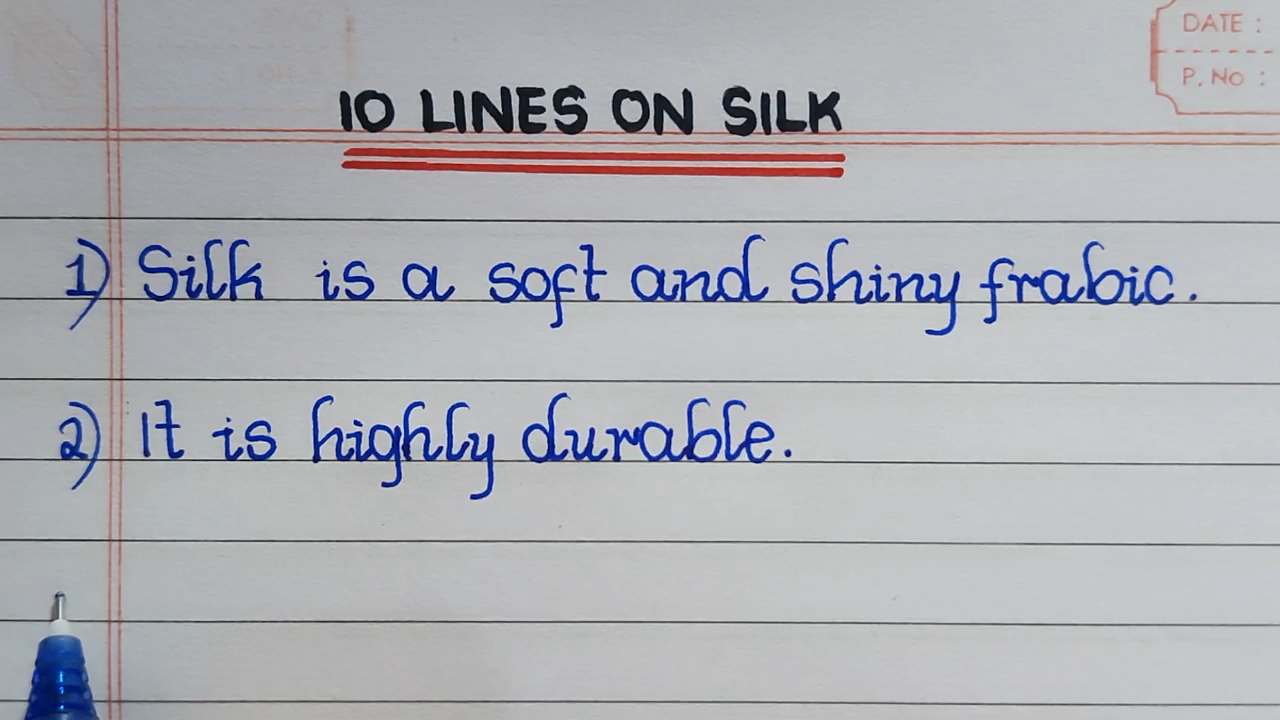 DATE :
P. No :
10 LINES ON SILK
1) Silk is a soft and shiny frabic.
2) It is highly durable.